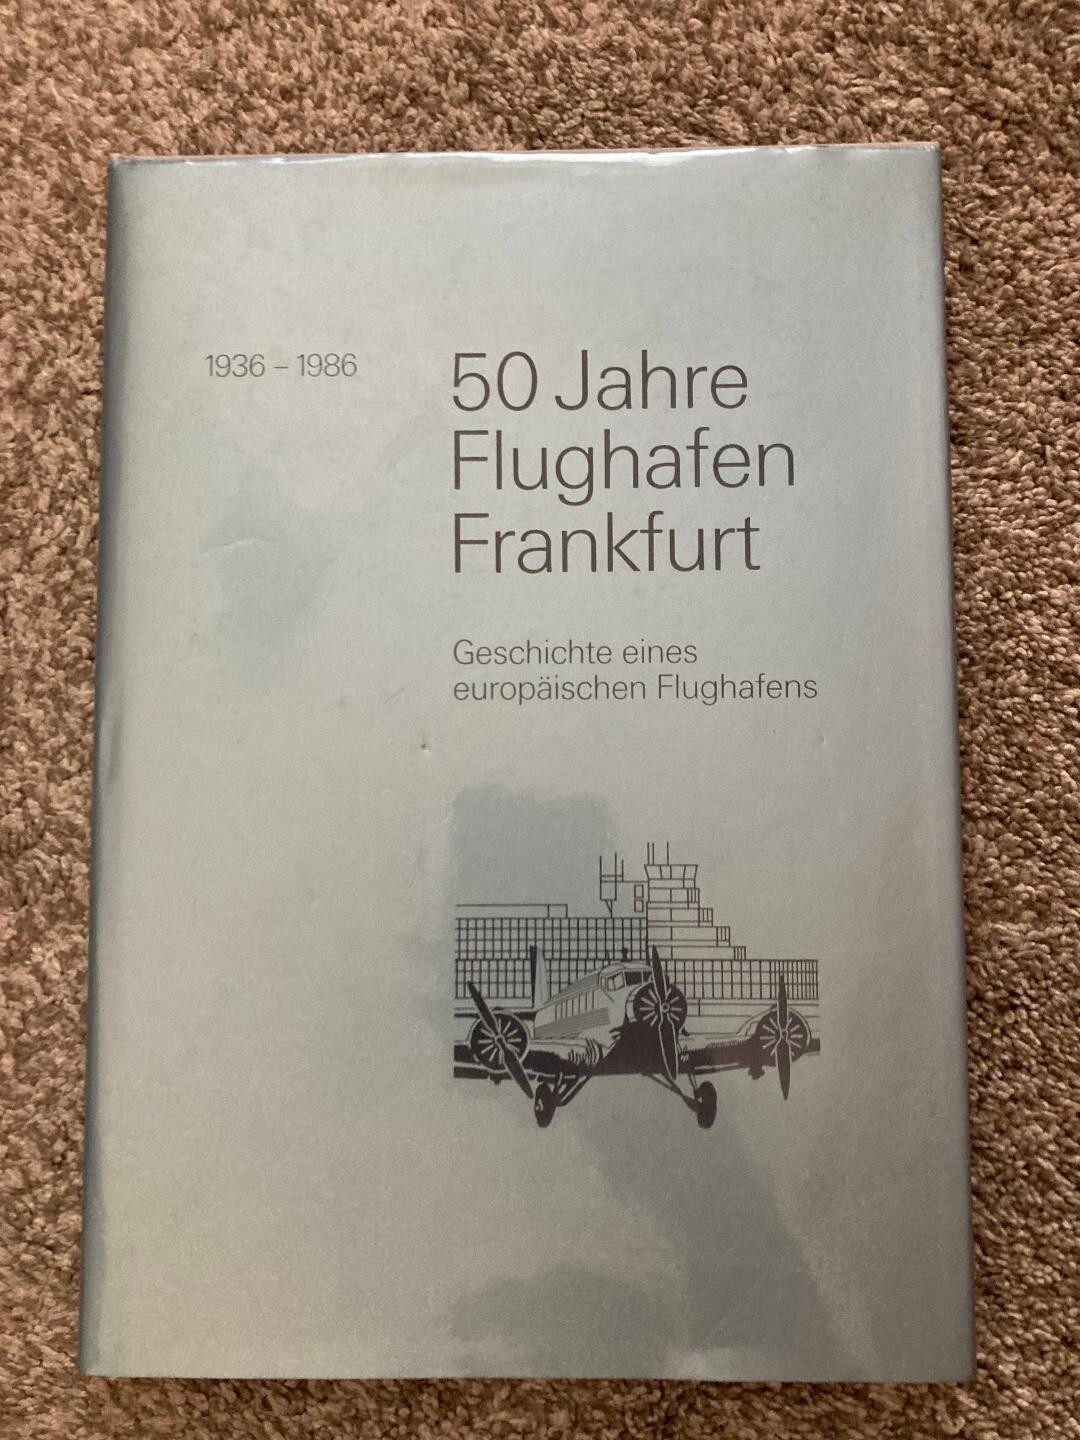 1936 – 1986
50 Jahre
Flughafen
Frankfurt
Geschichte eines
europäischen Flughafens